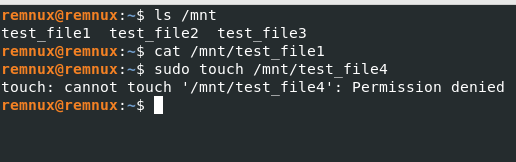 remnux@remnux:~$ ls /mnt
test_file1  test_file2  test_file3
remnux@remnux:~$ cat /mnt/test_file1
remnux@remnux:~$ sudo touch /mnt/test_file4
touch: cannot touch '/mnt/test_file4': Permission denied
remnux@remnux:~$